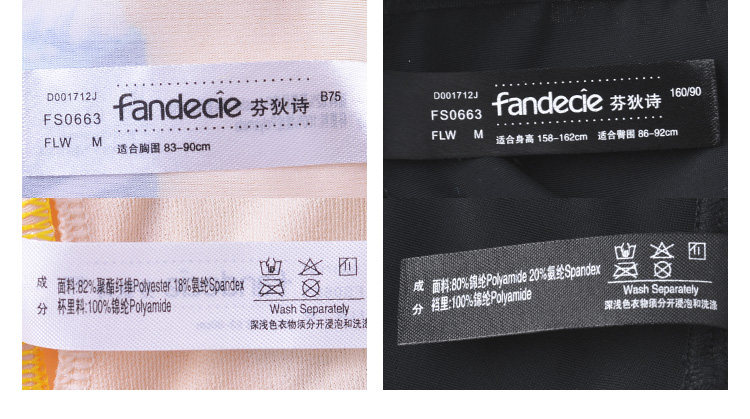 D001712J
fandecie 芬狄诗
B75
FS0663
FLW M
适合胸围 83-90cm
成分
面料:82%聚酯纤维Polyester 18%氨纶Spandex
杯里料:100%锦纶Polyamide
Wash Separately
深浅色衣物须分开浸泡和洗涤
D001712J
fandecie 芬狄诗
160/90
FS0663
FLW M
适合身高 158-162cm 适合臀围 86-92cm
成分
面料:80%锦纶Polyamide 20%氨纶Spandex
裆里:100%锦纶Polyamide
Wash Separately
深浅色衣物须分开浸泡和洗涤